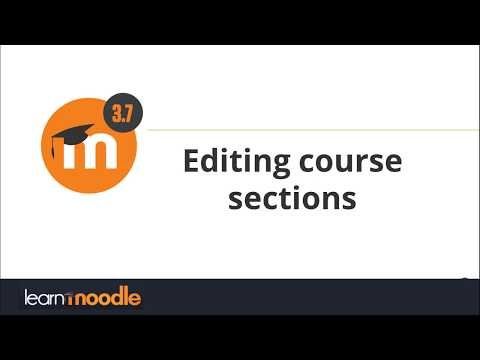 3.7
m
Editing course
sections
learn moodle